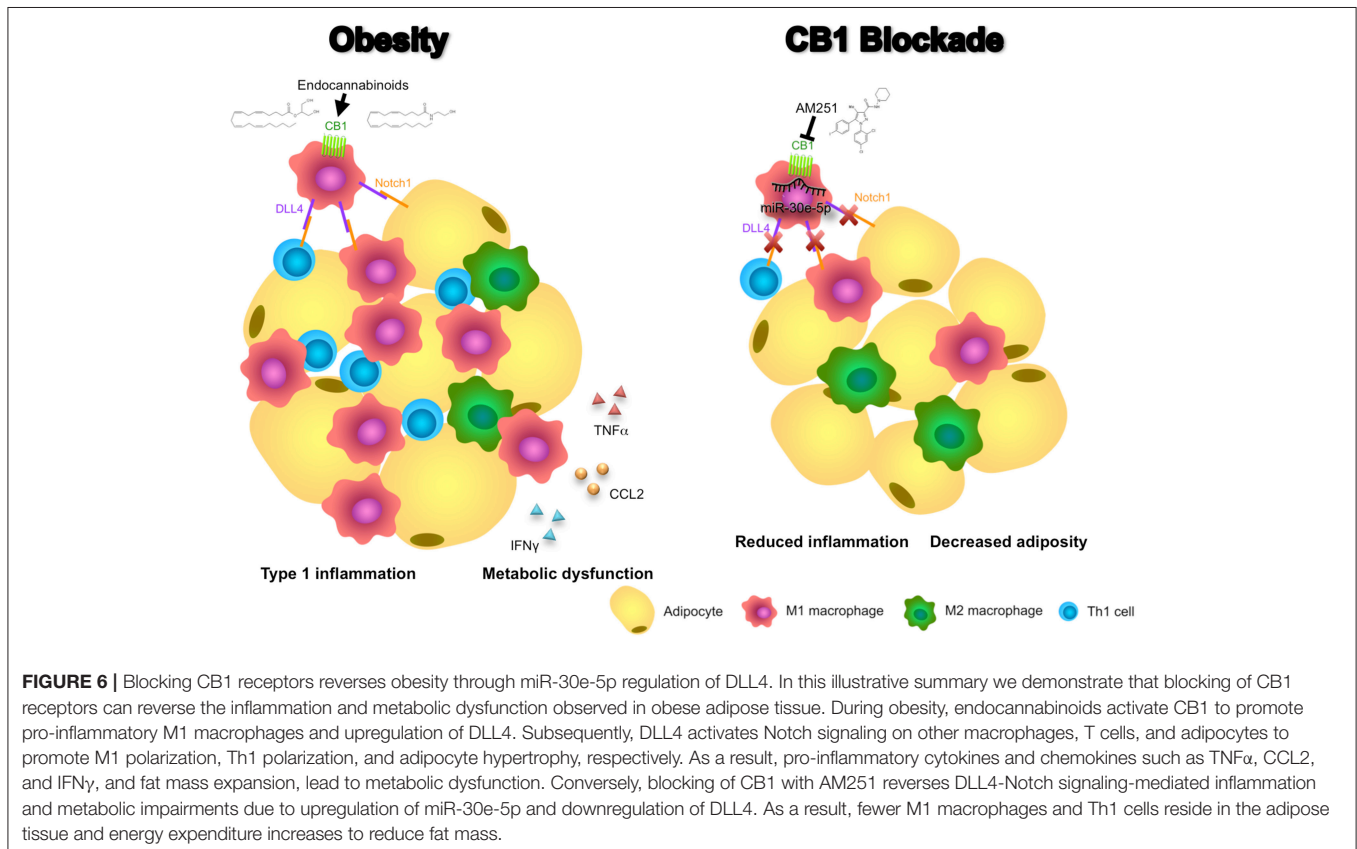 Obesity
CB1 Blockade
Endocannabinoids
OH
O
OH
O
O
N
H
OH
CB1
Notch1
DLL4
AM251
CB1
Notch1
miR-30e-5p
DLL4
TNFα
CCL2
IFNγ
Type 1 inflammation
Metabolic dysfunction
Reduced inflammation
Decreased adiposity
Adipocyte
M1 macrophage
M2 macrophage
Th1 cell
FIGURE 6 | Blocking CB1 receptors reverses obesity through miR-30e-5p regulation of DLL4. In this illustrative summary we demonstrate that blocking of CB1
receptors can reverse the inflammation and metabolic dysfunction observed in obese adipose tissue. During obesity, endocannabinoids activate CB1 to promote
pro-inflammatory M1 macrophages and upregulation of DLL4. Subsequently, DLL4 activates Notch signaling on other macrophages, T cells, and adipocytes to
promote M1 polarization, Th1 polarization, and adipocyte hypertrophy, respectively. As a result, pro-inflammatory cytokines and chemokines such as TNFα, CCL2,
and IFNγ, and fat mass expansion, lead to metabolic dysfunction. Conversely, blocking of CB1 with AM251 reverses DLL4-Notch signaling-mediated inflammation
and metabolic impairments due to upregulation of miR-30e-5p and downregulation of DLL4. As a result, fewer M1 macrophages and Th1 cells reside in the adipose
tissue and energy expenditure increases to reduce fat mass.